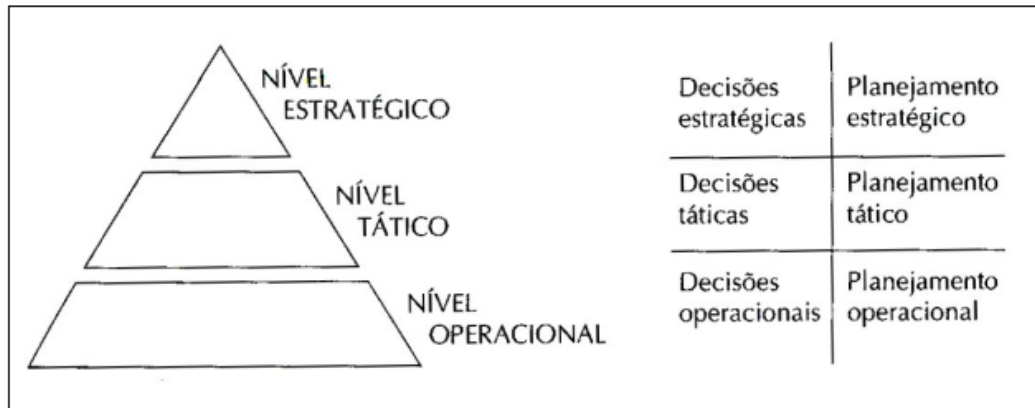 NÍVEL
ESTRATÉGICO
NÍVEL
TÁTICO
NÍVEL
OPERACIONAL
Decisões
estratégicas
Planejamento
estratégico
Decisões
táticas
Planejamento
tático
Decisões
operacionais
Planejamento
operacional